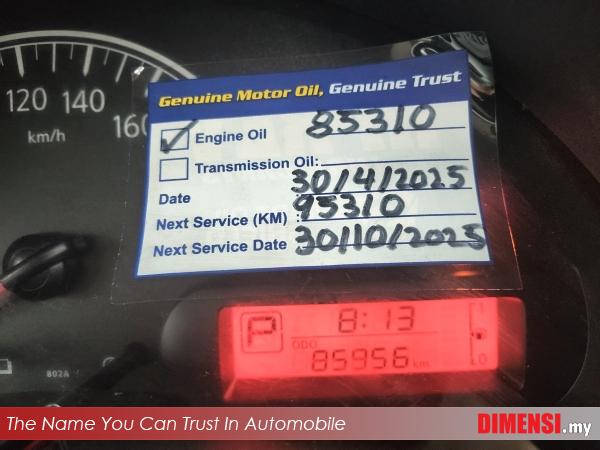 120 140 160
km/h
Genuine Motor Oil, Genuine Trust
Engine Oil 85310
Transmission Oil:
Date 30/4/2025
Next Service (KM) : 95310
Next Service Date 30/10/2025
P 8:13
ODO
85956 km
802A
The Name You Can Trust In Automobile
DIMENSI.my